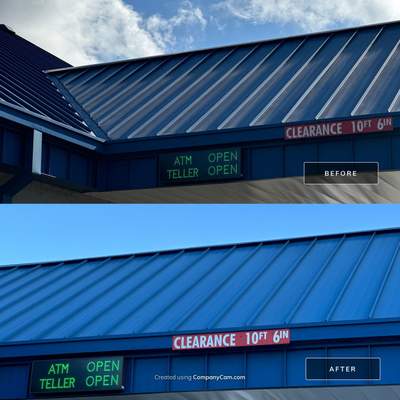 CLEARANCE 10FT 6IN
ATM OPEN
TELLER OPEN
BEFORE
CLEARANCE 10FT 6IN
ATM OPEN
TELLER OPEN
Created using CompanyCam.com
AFTER